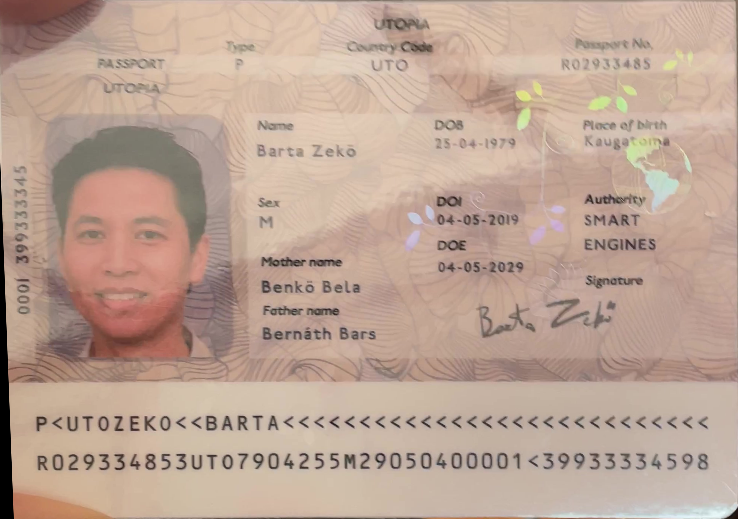 UTOPIA
PASSPORT
UTOPIA
Type
P
Country Code
UTO
Passport No.
R02933485
Name
Barta Zekö
DOB
25-04-1979
Place of birth
Kaugatoma
Sex
M
DOI
04-05-2019
Authority
SMART
ENGINES
Mother name
Benkö Bela
DOE
04-05-2029
Father name
Bernáth Bars
Signature
Barta Zekö
0001 399333345
P<UTOZEKO<<BARTA<<<<<<<<<<<<<<<<<<<<<<<<<<<<
R029334853UTO7904255M29050400001<39933334598